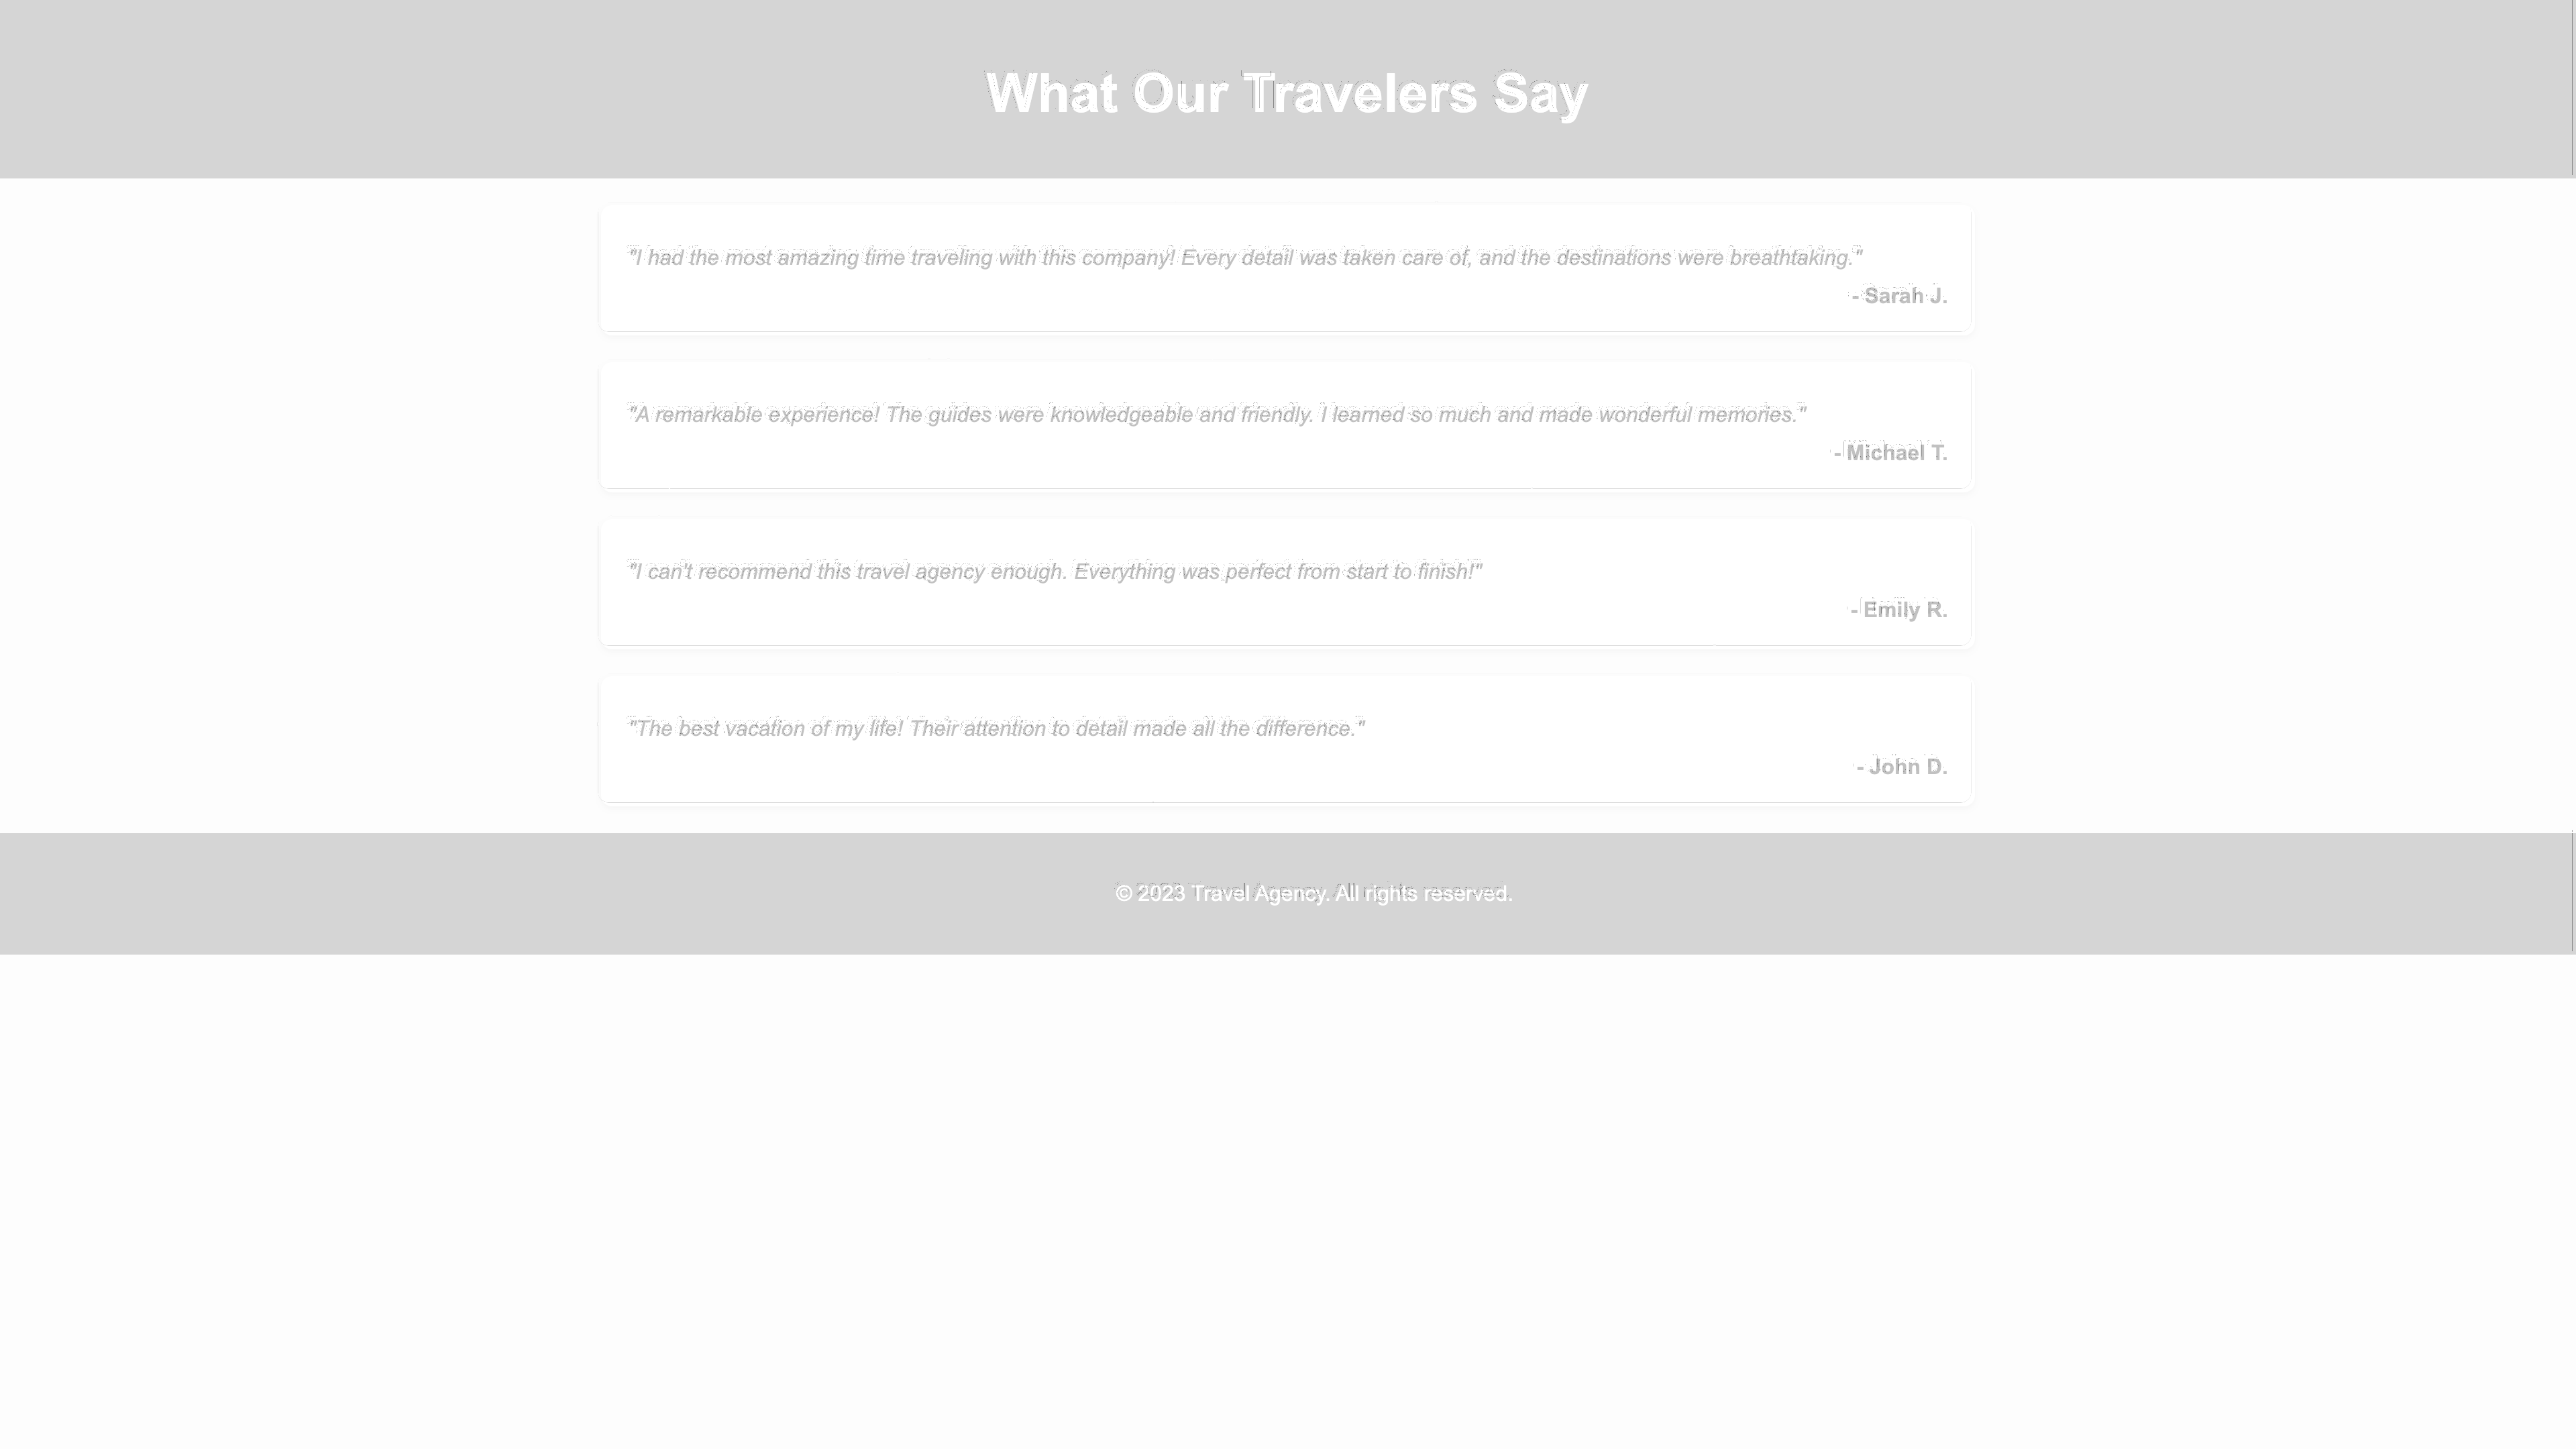 What Our Travelers Say
"I had the most amazing time traveling with this company! Every detail was taken care of, and the destinations were breathtaking."
- Sarah J.
"A remarkable experience! The guides were knowledgeable and friendly. I learned so much and made wonderful memories."
- Michael T.
"I can't recommend this travel agency enough. Everything was perfect from start to finish!"
- Emily R.
"The best vacation of my life! Their attention to detail made all the difference."
- John D.
© 2023 Travel Agency. All rights reserved.